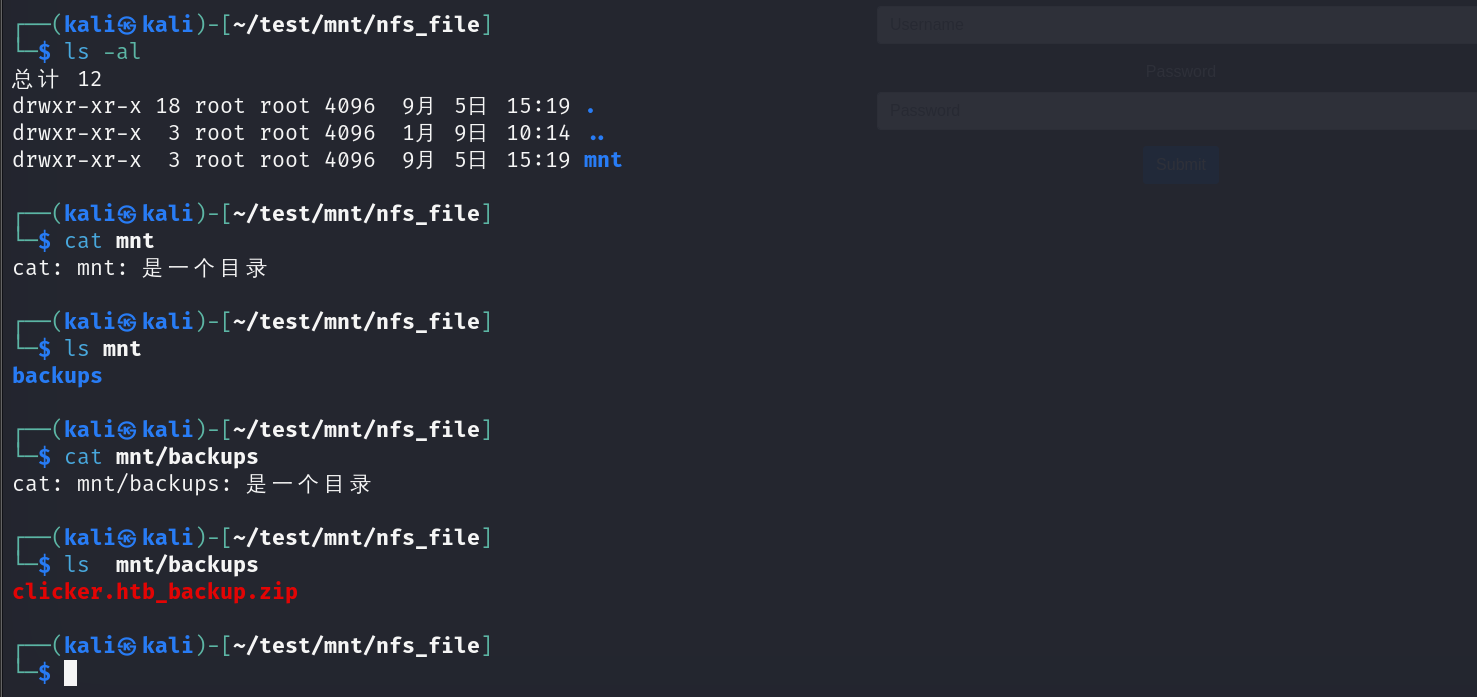 ┌──(kali㉿kali)-[~/test/mnt/nfs_file]
└─$ ls -al
总计 12
drwxr-xr-x 18 root root 4096  9月  5日 15:19 .
drwxr-xr-x  3 root root 4096  1月  9日 10:14 ..
drwxr-xr-x  3 root root 4096  9月  5日 15:19 mnt
┌──(kali㉿kali)-[~/test/mnt/nfs_file]
└─$ cat mnt
cat: mnt: 是一个目录
┌──(kali㉿kali)-[~/test/mnt/nfs_file]
└─$ ls mnt
backups
┌──(kali㉿kali)-[~/test/mnt/nfs_file]
└─$ cat mnt/backups
cat: mnt/backups: 是一个目录
┌──(kali㉿kali)-[~/test/mnt/nfs_file]
└─$ ls  mnt/backups
clicker.htb_backup.zip
┌──(kali㉿kali)-[~/test/mnt/nfs_file]
└─$
Username
Password
Password
Submit